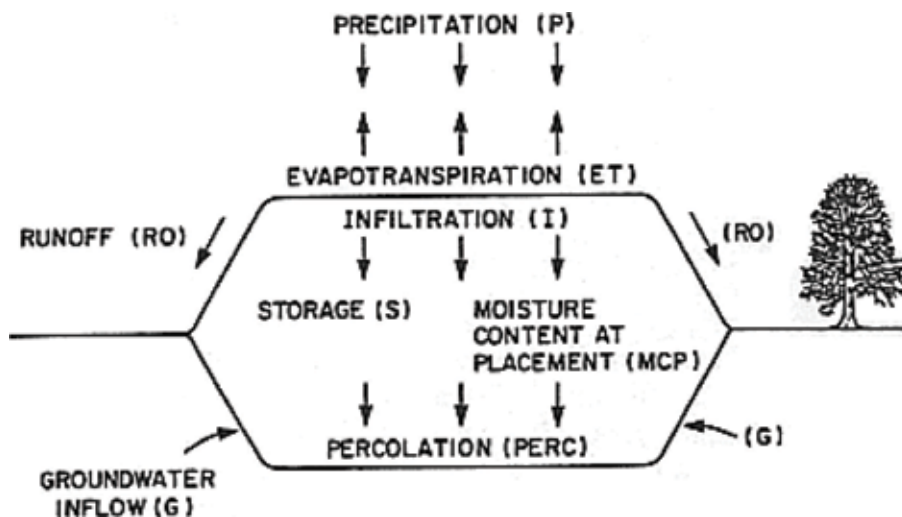 PRECIPITATION (P)
EVAPOTRANSPIRATION (ET)
INFILTRATION (I)
RUNOFF (RO)
(RO)
STORAGE (S)
MOISTURE
CONTENT AT
PLACEMENT (MCP)
PERCOLATION (PERC)
(G)
GROUNDWATER
INFLOW (G)